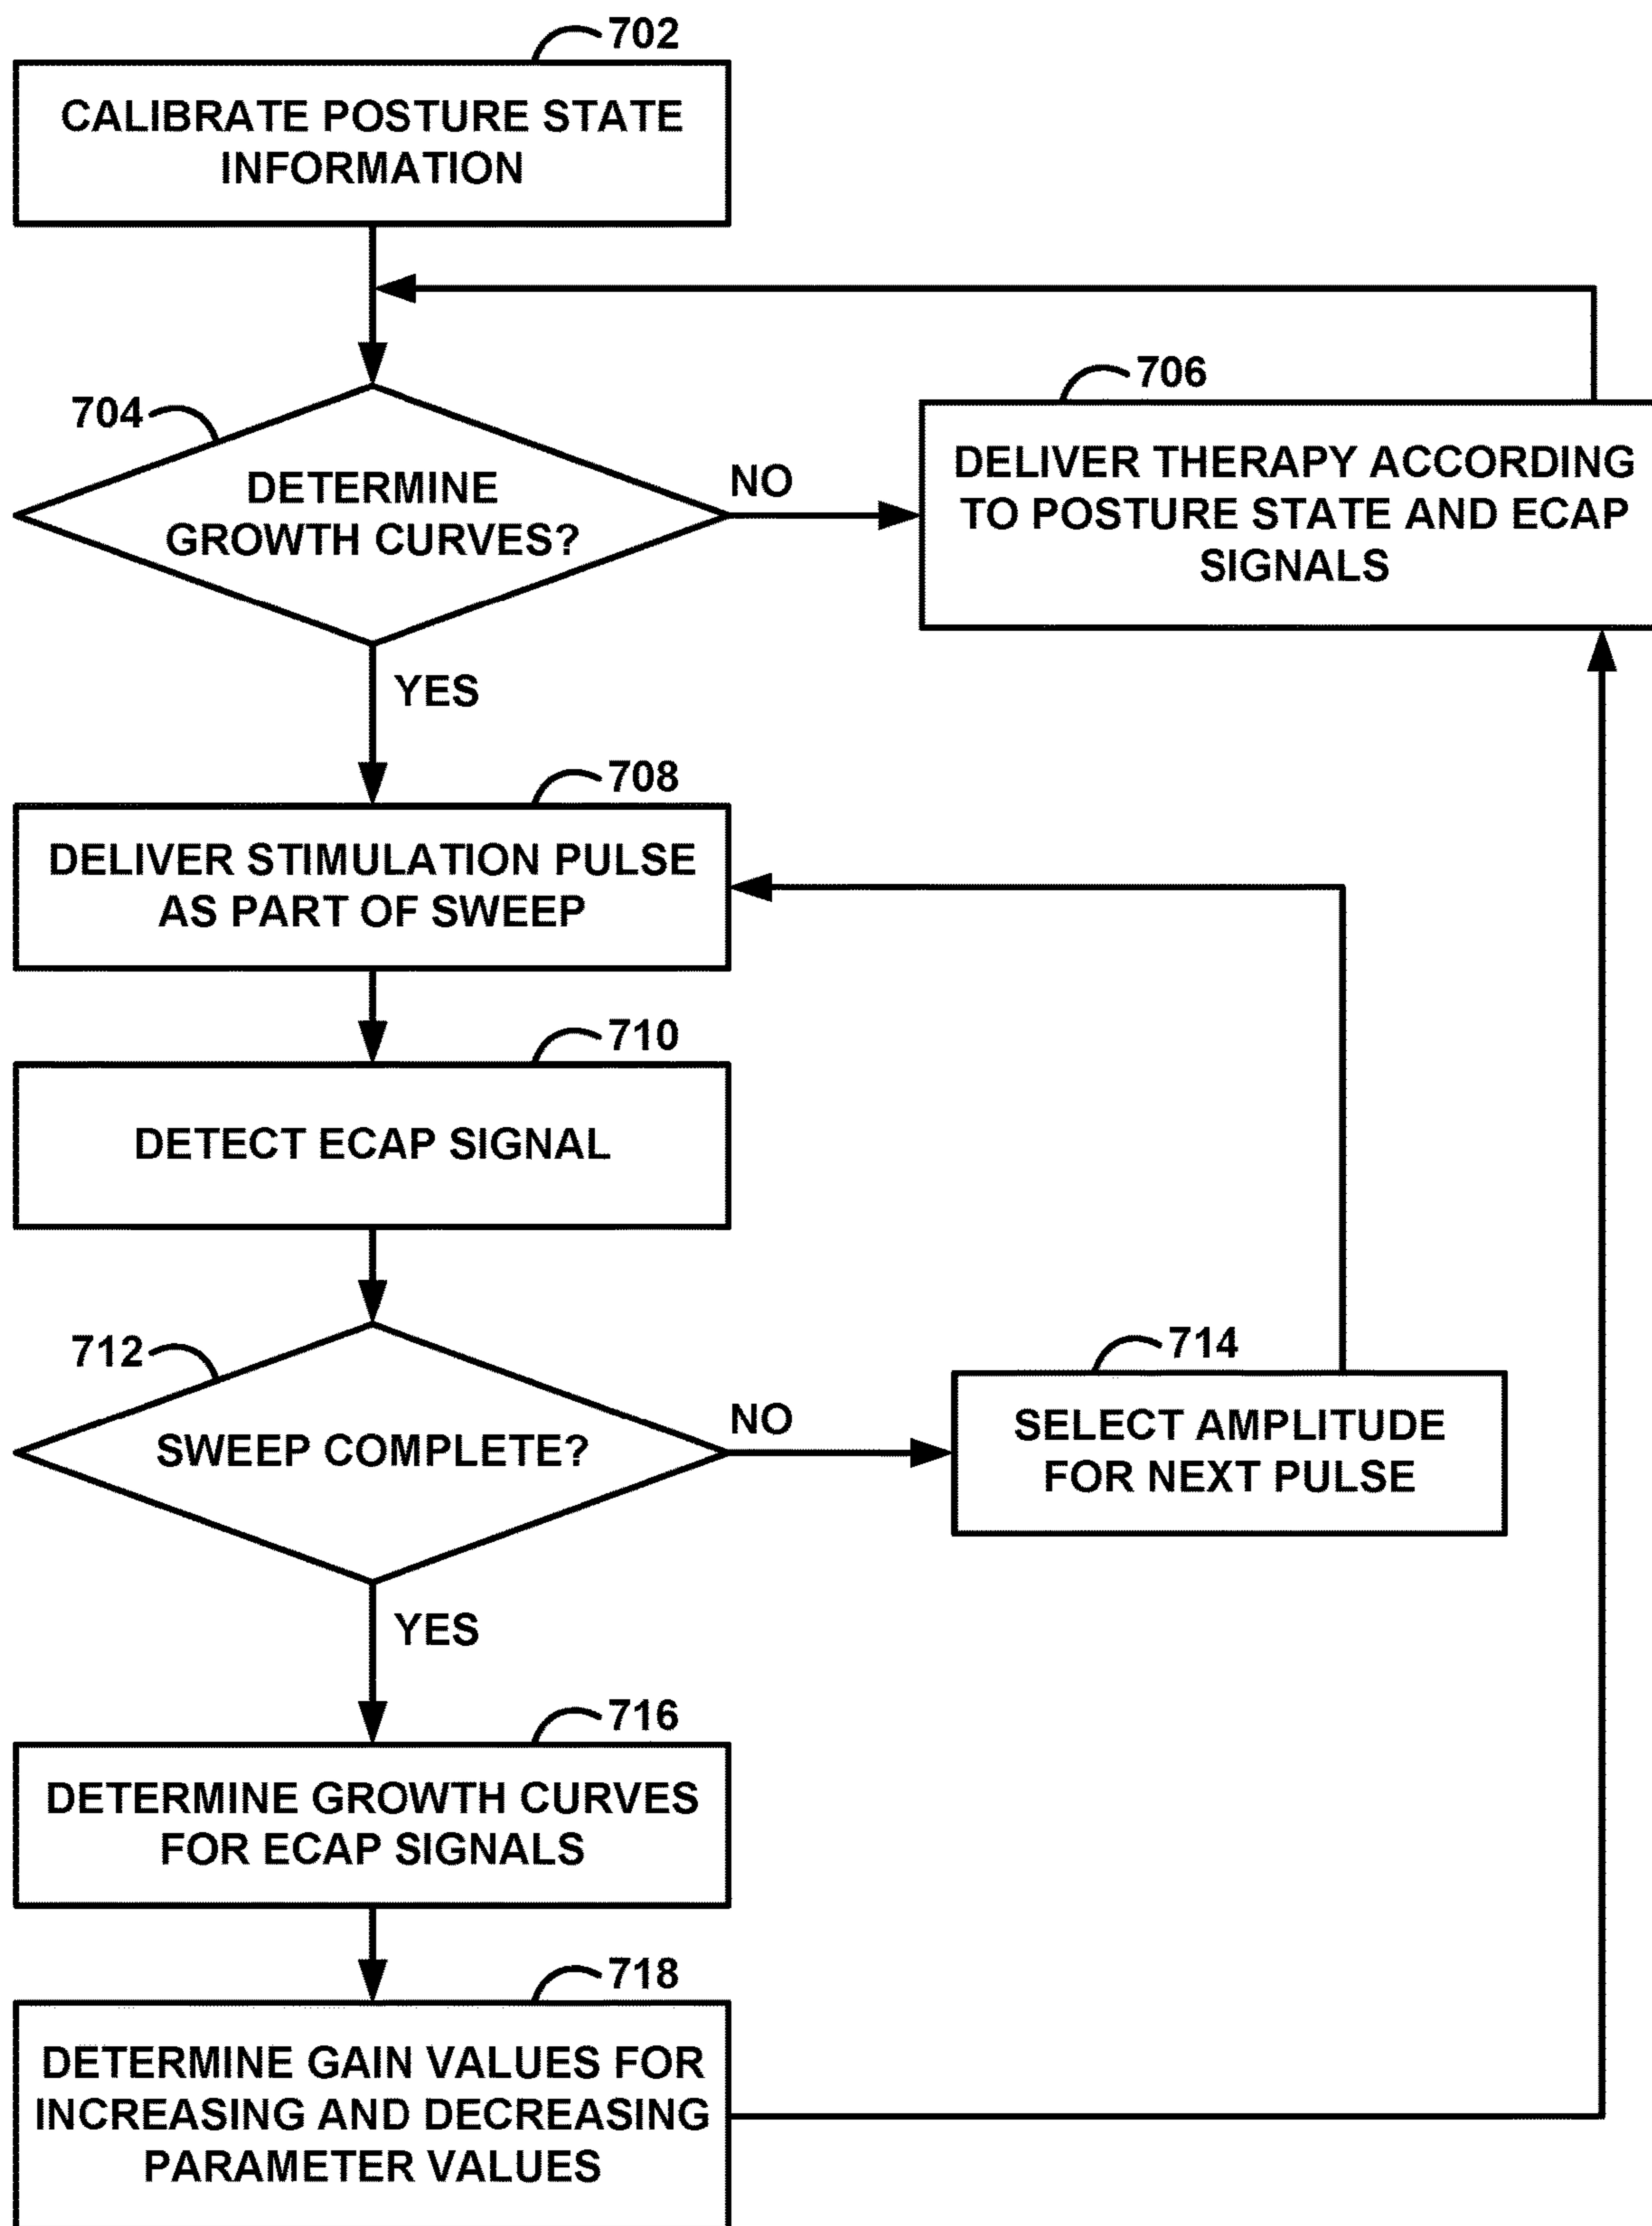 702
CALIBRATE POSTURE STATE
INFORMATION
704
DETERMINE
GROWTH CURVES?
NO
706
DELIVER THERAPY ACCORDING
TO POSTURE STATE AND ECAP
SIGNALS
YES
708
DELIVER STIMULATION PULSE
AS PART OF SWEEP
710
DETECT ECAP SIGNAL
712
SWEEP COMPLETE?
NO
714
SELECT AMPLITUDE
FOR NEXT PULSE
YES
716
DETERMINE GROWTH CURVES
FOR ECAP SIGNALS
718
DETERMINE GAIN VALUES FOR
INCREASING AND DECREASING
PARAMETER VALUES